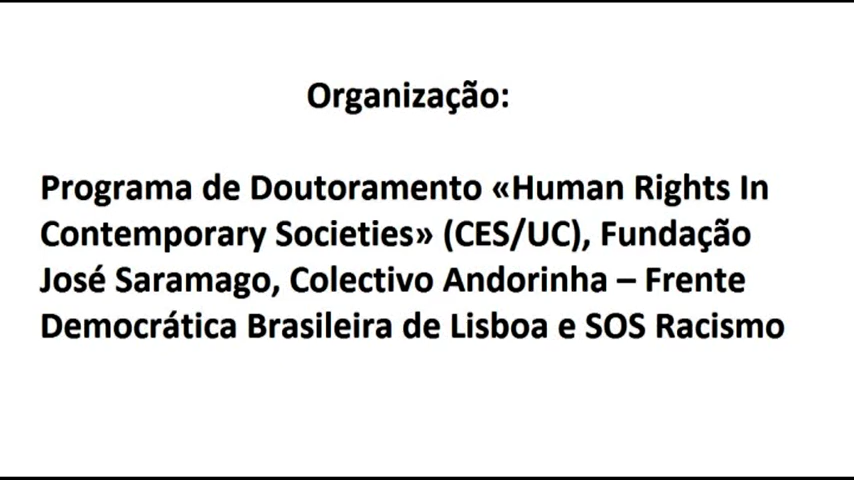 Organização:
Programa de Doutoramento «Human Rights In
Contemporary Societies» (CES/UC), Fundação
José Saramago, Colectivo Andorinha – Frente
Democrática Brasileira de Lisboa e SOS Racismo